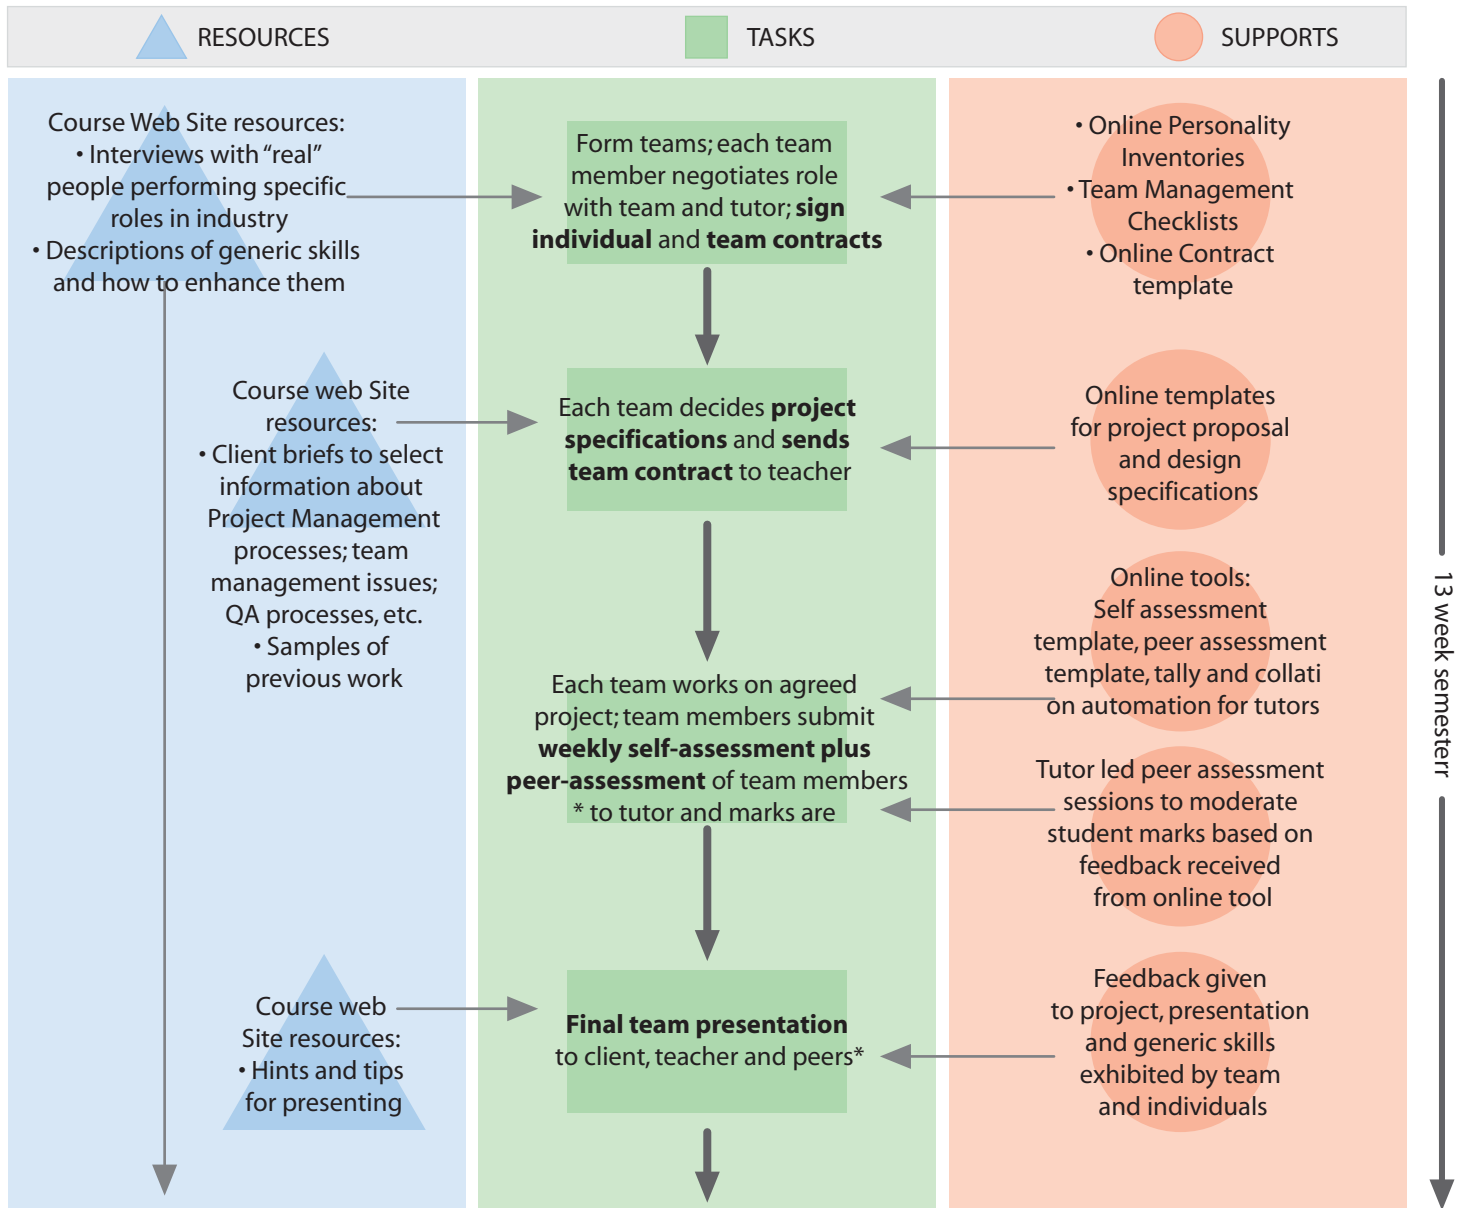 RESOURCES
TASKS
SUPPORTS
Course Web Site resources:
• Interviews with “real”
people performing specific
roles in industry
• Descriptions of generic skills
and how to enhance them
Form teams; each team
member negotiates role
with team and tutor; sign
individual and team contracts
• Online Personality
Inventories
• Team Management
Checklists
• Online Contract
template
Course web Site
resources:
• Client briefs to select
information about
Project Management
processes; team
management issues;
QA processes, etc.
• Samples of
previous work
Each team decides project
specifications and sends
team contract to teacher
Online templates
for project proposal
and design
specifications
Each team works on agreed
project; team members submit
weekly self-assessment plus
peer-assessment of team members
* to tutor and marks are
Online tools:
Self assessment
template, peer assessment
template, tally and collati
on automation for tutors
Tutor led peer assessment
sessions to moderate
student marks based on
feedback received
from online tool
Course web
Site resources:
• Hints and tips
for presenting
Final team presentation
to client, teacher and peers*
Feedback given
to project, presentation
and generic skills
exhibited by team
and individuals
13 week semesterr